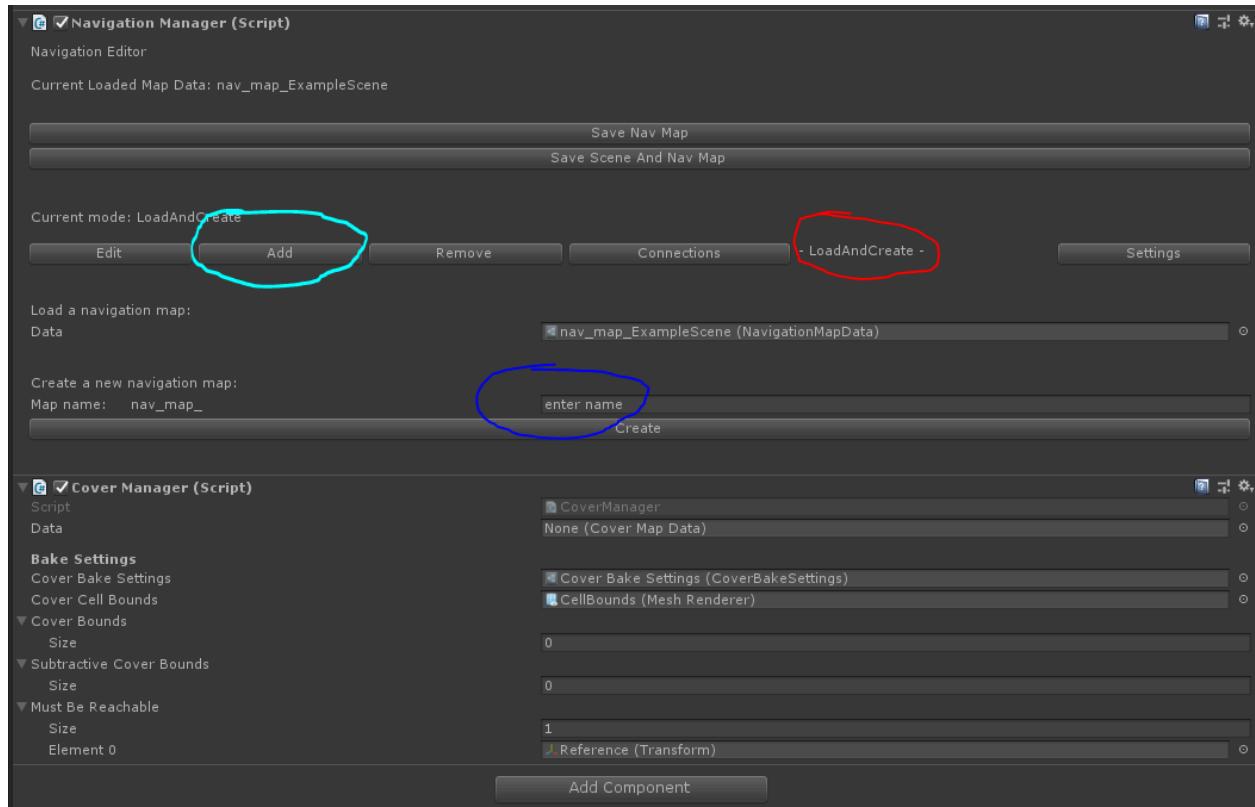 Navigation Manager (Script)
Navigation Editor
Current Loaded Map Data: nav_map_ExampleScene
Save Nav Map
Save Scene And Nav Map
Current mode: LoadAndCreate
Edit Add Remove Connections - LoadAndCreate - Settings
Load a navigation map:
Data nav_map_ExampleScene (NavigationMapData)
Create a new navigation map:
Map name: nav_map_ enter name
Create
Cover Manager (Script)
Script CoverManager
Data None (Cover Map Data)
Bake Settings
Cover Bake Settings Cover Bake Settings (CoverBakeSettings)
Cover Cell Bounds CellBounds (Mesh Renderer)
Cover Bounds
Size 0
Subtractive Cover Bounds
Size 0
Must Be Reachable
Size 1
Element 0 Reference (Transform)
Add Component